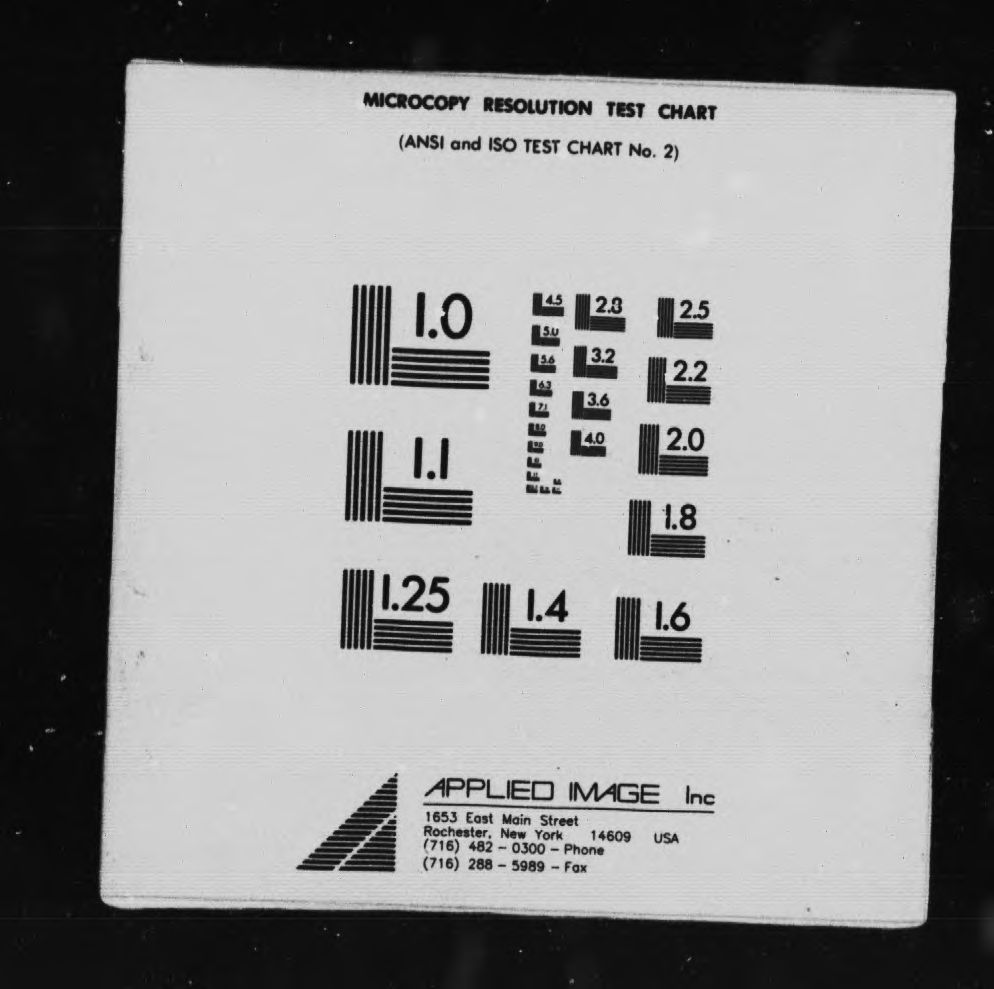 MICROCOPY RESOLUTION TEST CHART
(ANSI and ISO TEST CHART No. 2)
1.0
4.5
2.8
2.5
5.0
5.6
3.2
2.2
6.3
3.6
7.1
8.0
4.0
2.0
9.0
1.1
1.8
1.25
1.4
1.6
APPLIED IMAGE Inc
1653 East Main Street
Rochester, New York 14609 USA
(716) 482 - 0300 - Phone
(716) 288 - 5989 - Fax